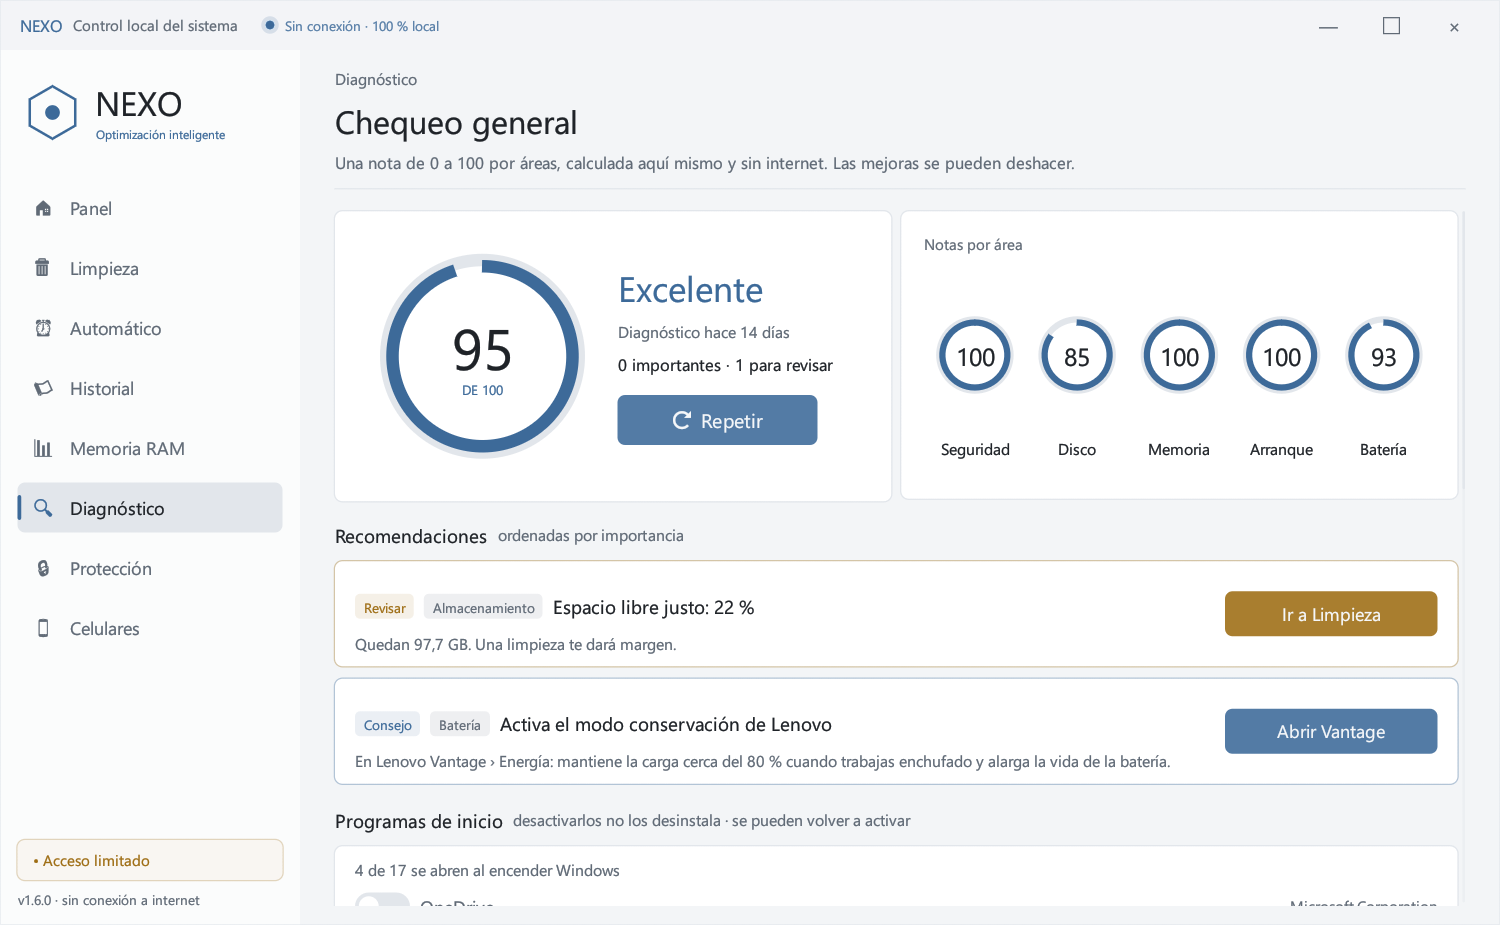 NEXO Control local del sistema Sin conexión · 100 % local
NEXO
Optimización inteligente
Panel
Limpieza
Automático
Historial
Memoria RAM
Diagnóstico
Protección
Celulares
• Acceso limitado
v1.6.0 · sin conexión a internet
Diagnóstico
Chequeo general
Una nota de 0 a 100 por áreas, calculada aquí mismo y sin internet. Las mejoras se pueden deshacer.
95
DE 100
Excelente
Diagnóstico hace 14 días
0 importantes · 1 para revisar
Repetir
Notas por área
100 85 100 100 93
Seguridad Disco Memoria Arranque Batería
Recomendaciones ordenadas por importancia
Revisar Almacenamiento Espacio libre justo: 22 %
Quedan 97,7 GB. Una limpieza te dará margen.
Ir a Limpieza
Consejo Batería Activa el modo conservación de Lenovo
En Lenovo Vantage › Energía: mantiene la carga cerca del 80 % cuando trabajas enchufado y alarga la vida de la batería.
Abrir Vantage
Programas de inicio desactivarlos no los desinstala · se pueden volver a activar
4 de 17 se abren al encender Windows
OneDrive Microsoft Corporation